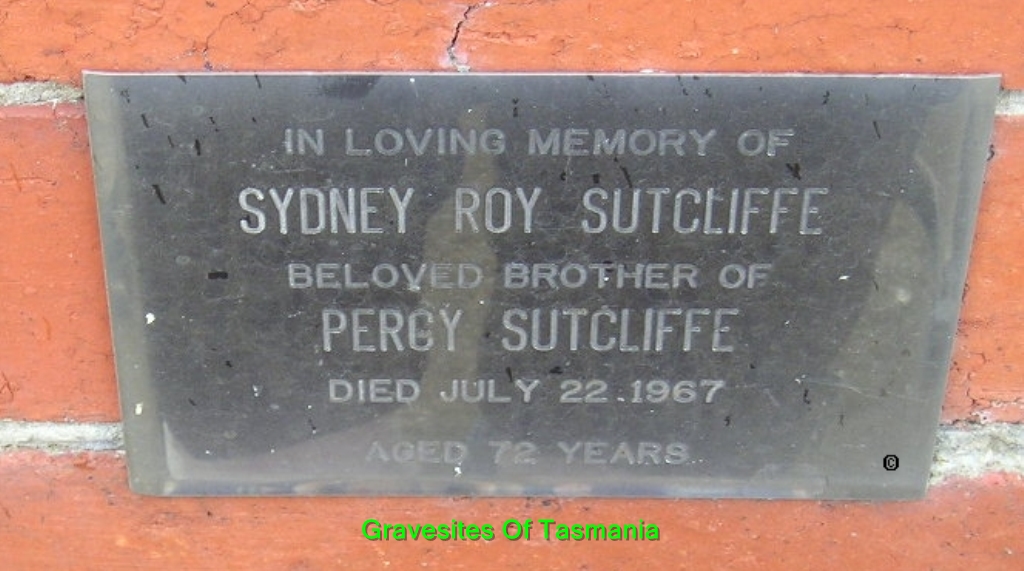 IN LOVING MEMORY OF
SYDNEY ROY SUTCLIFFE
BELOVED BROTHER OF
PERCY SUTCLIFFE
DIED JULY 22 1967
AGED 72 YEARS
©
Gravesites Of Tasmania